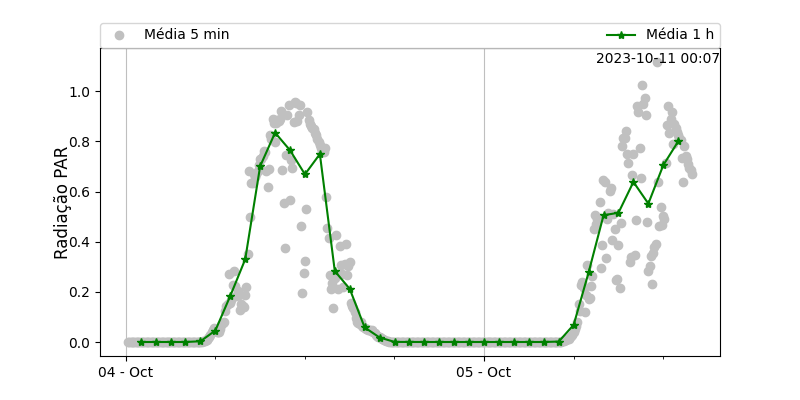 Média 5 min
Média 1 h
2023-10-11 00:07
Radiação PAR
1.0
0.8
0.6
0.4
0.2
0.0
04 - Oct
05 - Oct